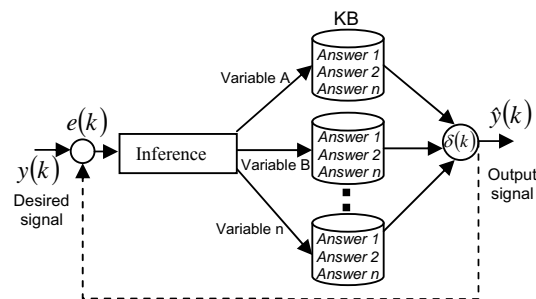 KB
Answer 1
Answer 2
Answer n
Variable A
e(k)
y(k)
Desired
signal
Inference
Variable B
Answer 1
Answer 2
Answer n
δ(k)
ŷ(k)
Output
signal
Variable n
Answer 1
Answer 2
Answer n